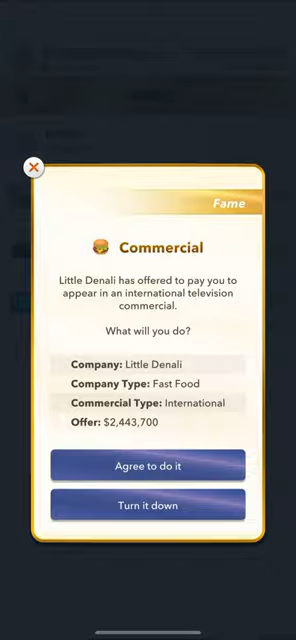 Fame
Commercial
Little Denali has offered to pay you to
appear in an international television
commercial.
What will you do?
Company: Little Denali
Company Type: Fast Food
Commercial Type: International
Offer: $2,443,700
Agree to do it
Turn it down